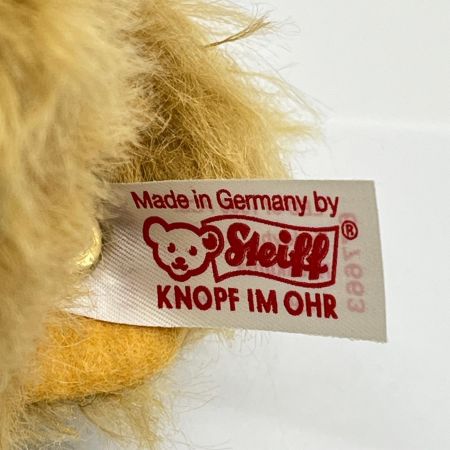 Made in Germany by
Steiff®
KNOPF IM OHR